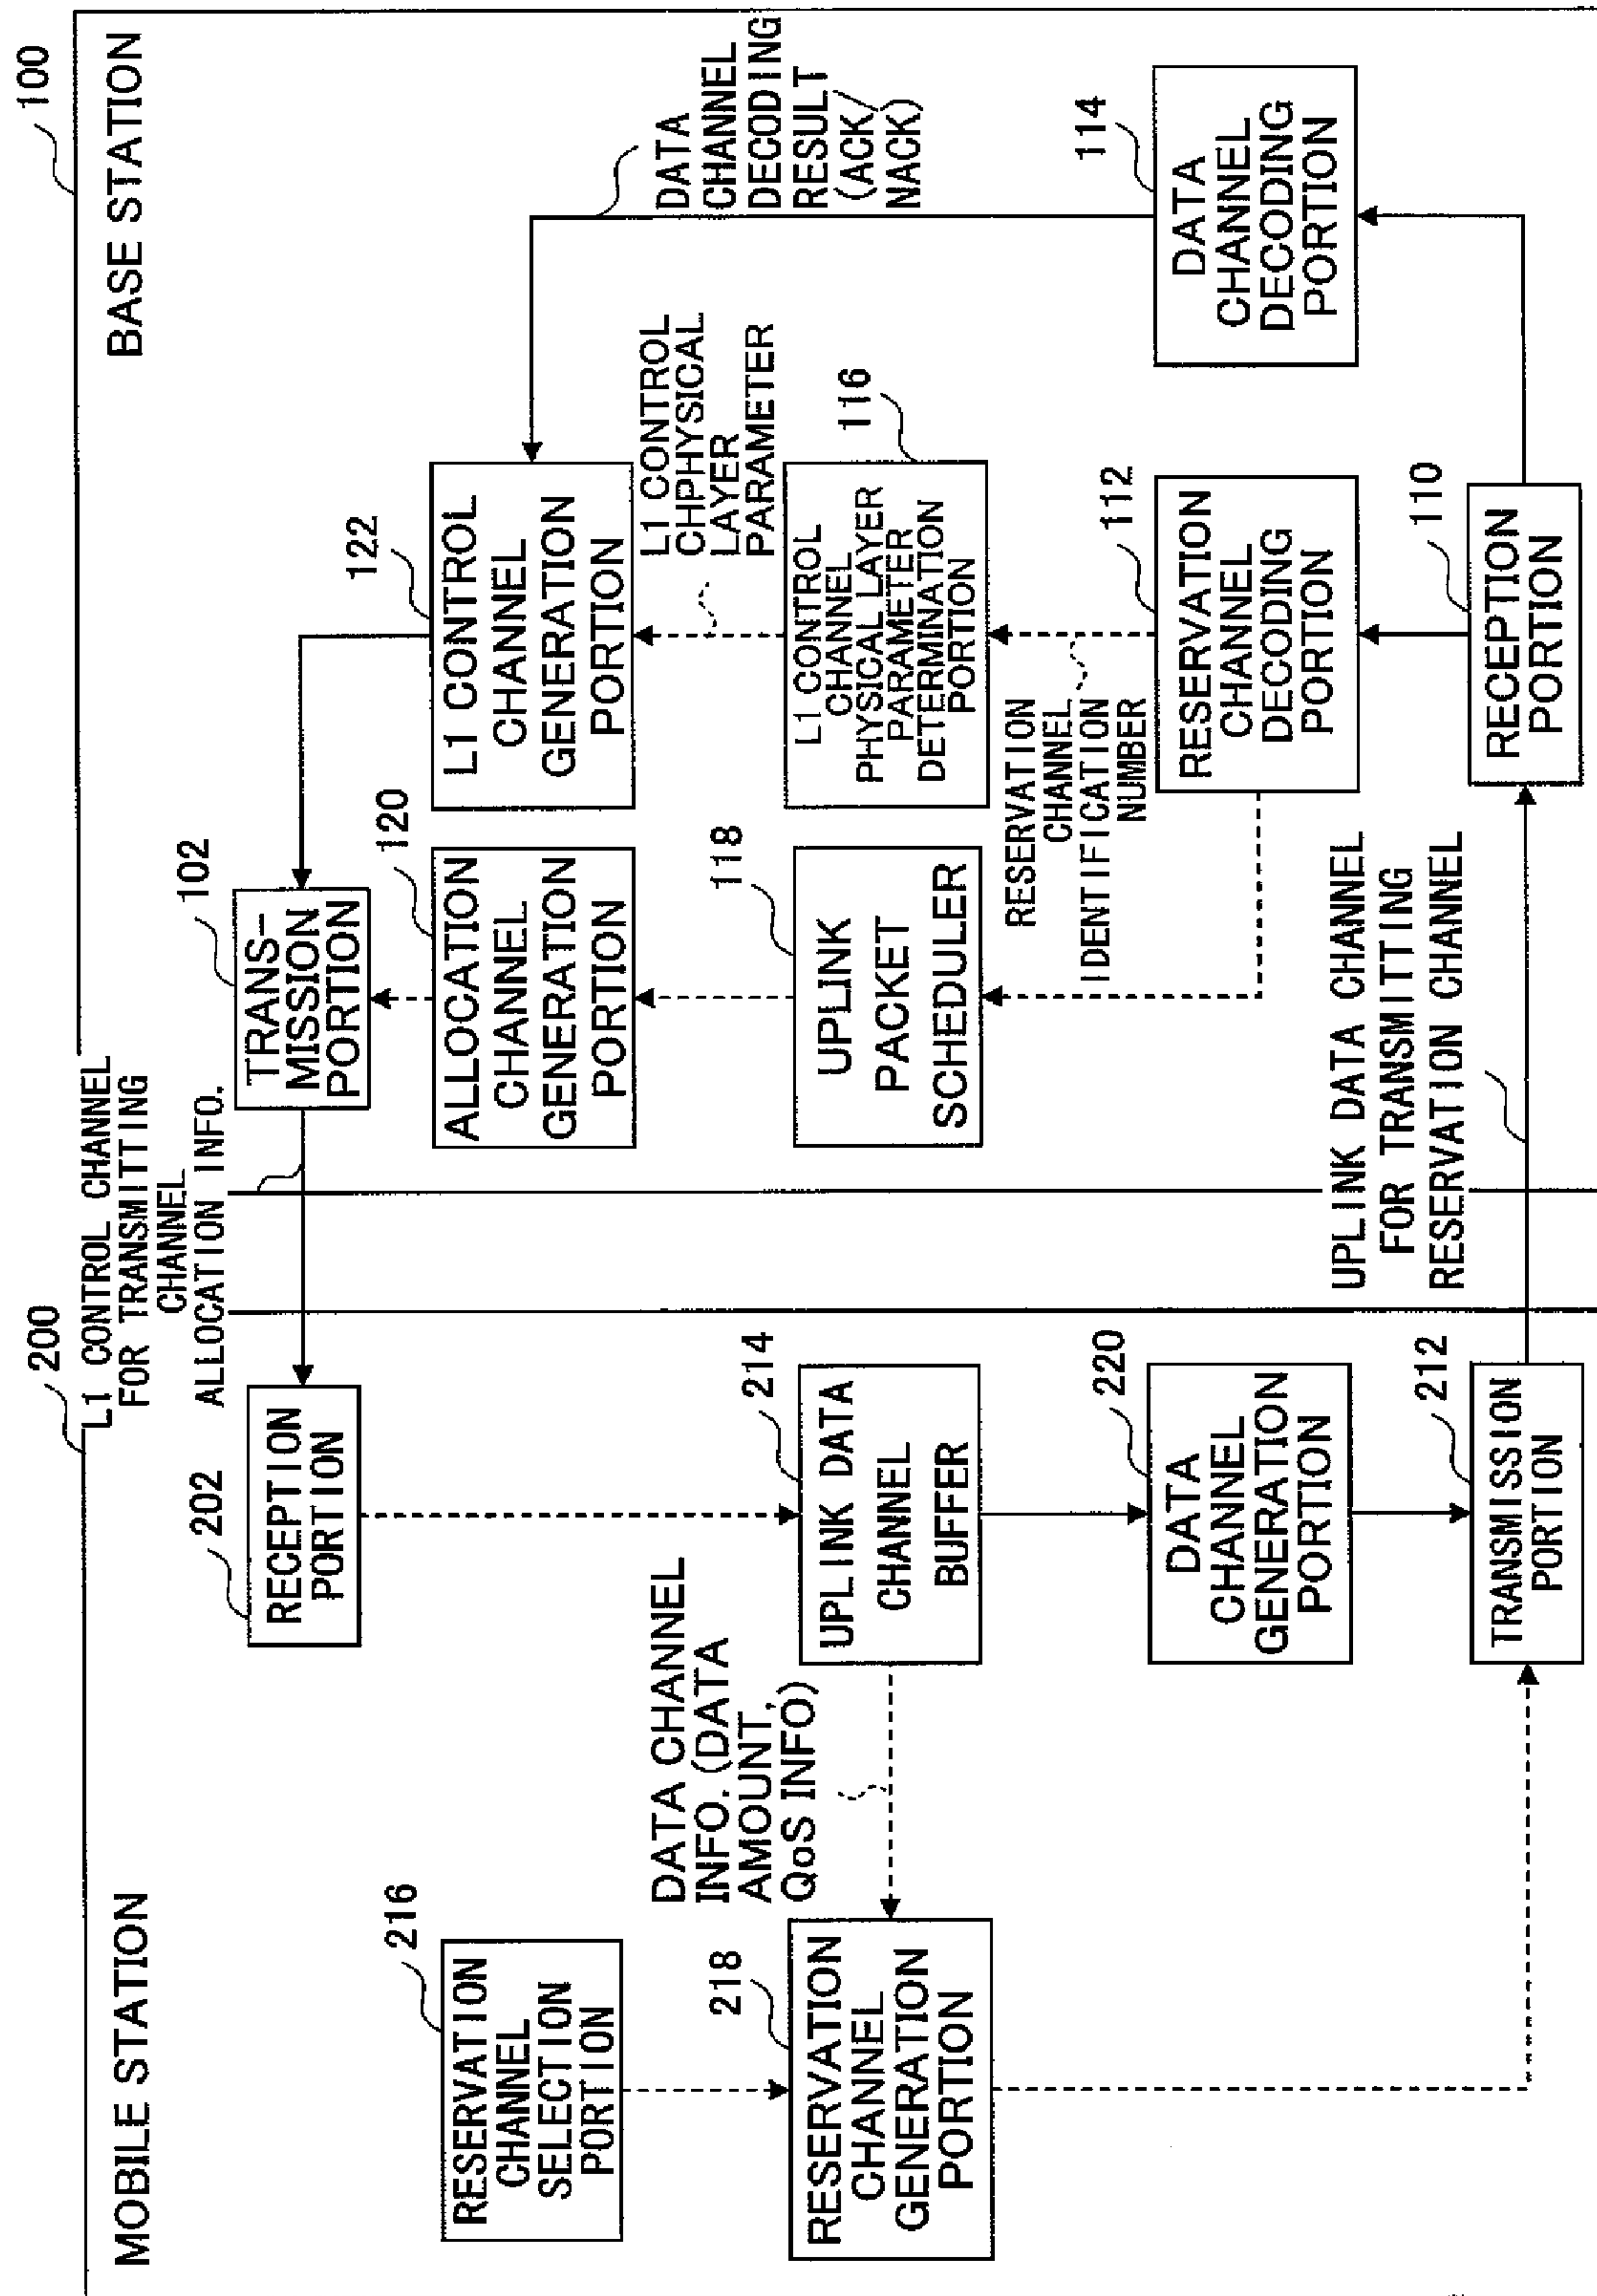 200
MOBILE STATION
L1 CONTROL CHANNEL
FOR TRANSMITTING
CHANNEL
ALLOCATION INFO.
100
BASE STATION
202
RECEPTION
PORTION
102
TRANS-
MISSION
PORTION
216
RESERVATION
CHANNEL
SELECTION
PORTION
120
ALLOCATION
CHANNEL
GENERATION
PORTION
122
L1 CONTROL
CHANNEL
GENERATION
PORTION
DATA
CHANNEL
DECODING
RESULT
(ACK/
NACK)
DATA CHANNEL
INFO. (DATA
AMOUNT,
QoS INFO)
L1 CONTROL
CHPHYSICAL
LAYER
PARAMETER
218
RESERVATION
CHANNEL
GENERATION
PORTION
214
UPLINK DATA
CHANNEL
BUFFER
118
UPLINK
PACKET
SCHEDULER
116
L1 CONTROL
CHANNEL
PHYSICAL LAYER
PARAMETER
DETERMINATION
PORTION
RESERVATION
CHANNEL
IDENTIFICATION
NUMBER
220
DATA
CHANNEL
GENERATION
PORTION
112
RESERVATION
CHANNEL
DECODING
PORTION
114
DATA
CHANNEL
DECODING
PORTION
UPLINK DATA CHANNEL
FOR TRANSMITTING
RESERVATION CHANNEL
212
TRANSMISSION
PORTION
110
RECEPTION
PORTION